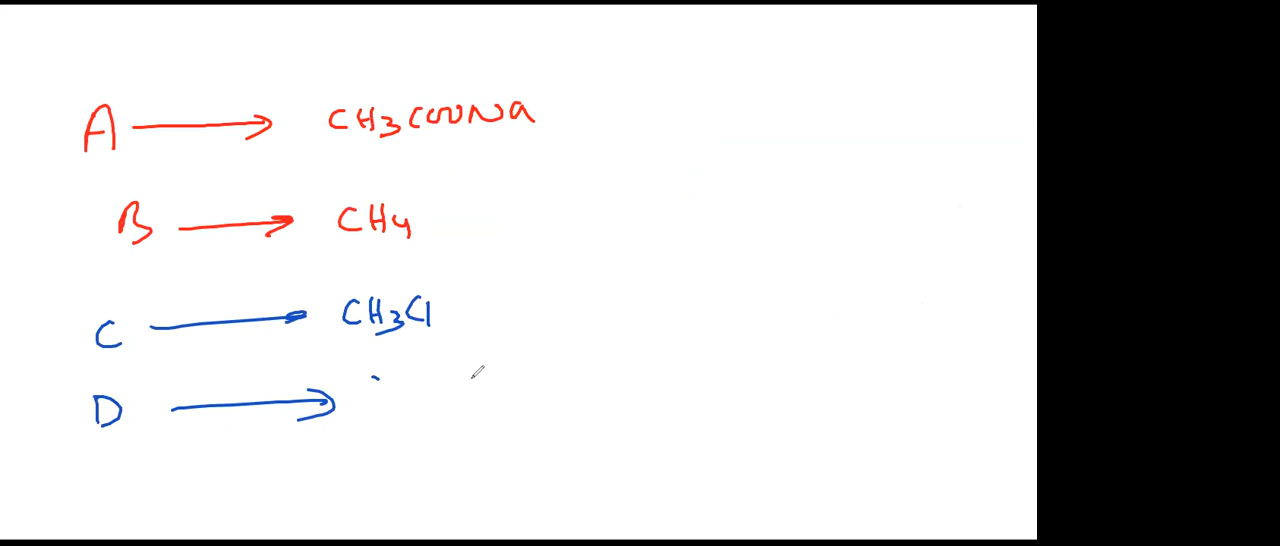 A → CH3COONa
B → CH4
C → CH3Cl
D →